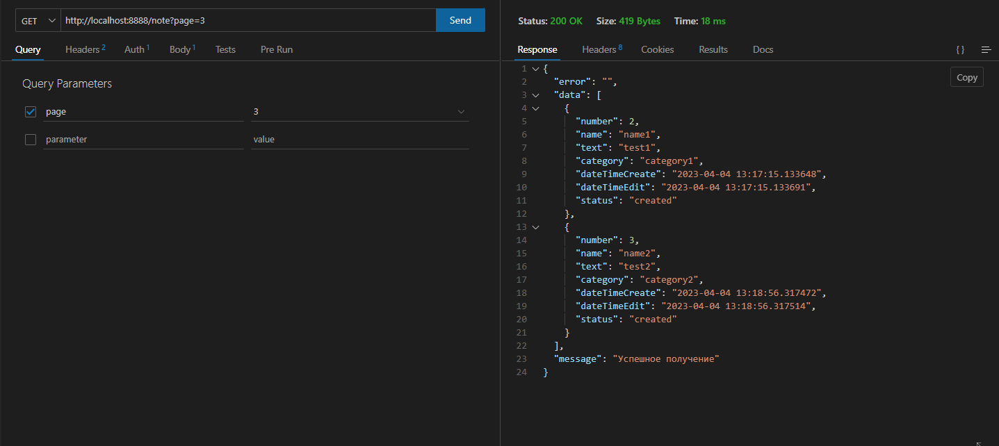 GET http://localhost:8888/note?page=3 Send
Query Headers 2 Auth 1 Body 1 Tests Pre Run
Query Parameters
page 3
parameter value
Status: 200 OK Size: 419 Bytes Time: 18 ms
Response Headers 8 Cookies Results Docs { }
Copy
1 {
2 "error": "",
3 "data": [
4 {
5 "number": 2,
6 "name": "name1",
7 "text": "test1",
8 "category": "category1",
9 "dateTimeCreate": "2023-04-04 13:17:15.133648",
10 "dateTimeEdit": "2023-04-04 13:17:15.133691",
11 "status": "created"
12 },
13 {
14 "number": 3,
15 "name": "name2",
16 "text": "test2",
17 "category": "category2",
18 "dateTimeCreate": "2023-04-04 13:18:56.317472",
19 "dateTimeEdit": "2023-04-04 13:18:56.317514",
20 "status": "created"
21 }
22 ],
23 "message": "Успешное получение"
24 }